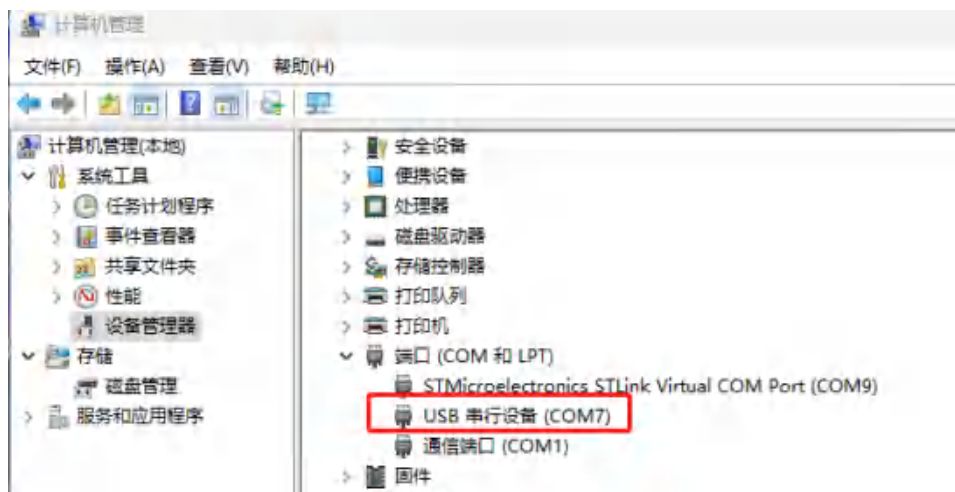 计算机管理
文件(F) 操作(A) 查看(V) 帮助(H)
计算机管理(本地)
系统工具
任务计划程序
事件查看器
共享文件夹
性能
设备管理器
存储
磁盘管理
服务和应用程序
安全设备
便携设备
处理器
磁盘驱动器
存储控制器
打印队列
打印机
端口 (COM 和 LPT)
STMicroelectronics STLink Virtual COM Port (COM9)
USB 串行设备 (COM7)
通信端口 (COM1)
固件